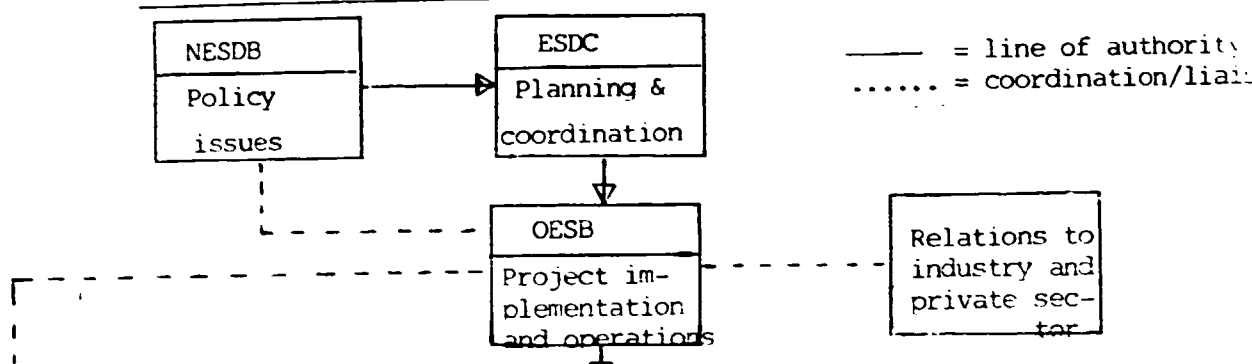 NESDB
Policy
issues
ESDC
Planning &
coordination
= line of authority
...... = coordination/
OESB
Project im-
plementation
and operations
Relations to
industry and
private sec-
tor